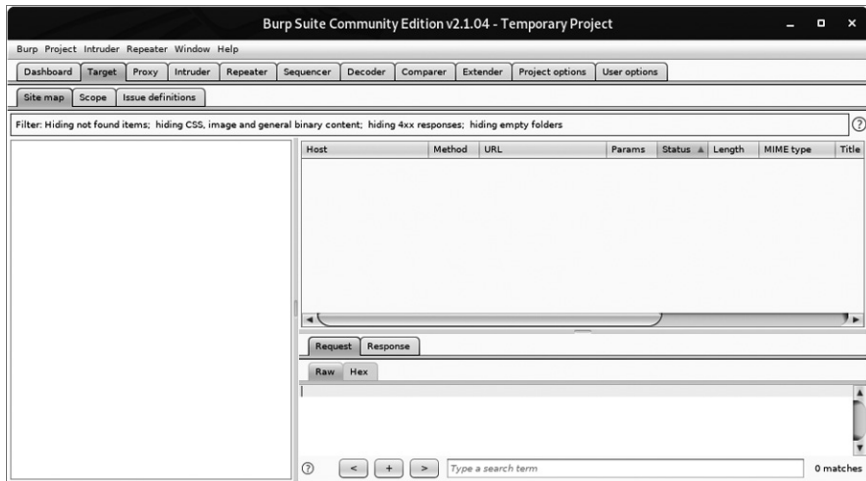 Burp Suite Community Edition v2.1.04 - Temporary Project
Burp Project Intruder Repeater Window Help
Dashboard Target Proxy Intruder Repeater Sequencer Decoder Comparer Extender Project options User options
Site map Scope Issue definitions
Filter: Hiding not found items; hiding CSS, image and general binary content; hiding 4xx responses; hiding empty folders ?
Host Method URL Params Status Length MIME type Title
Request Response
Raw Hex
? < + > Type a search term 0 matches